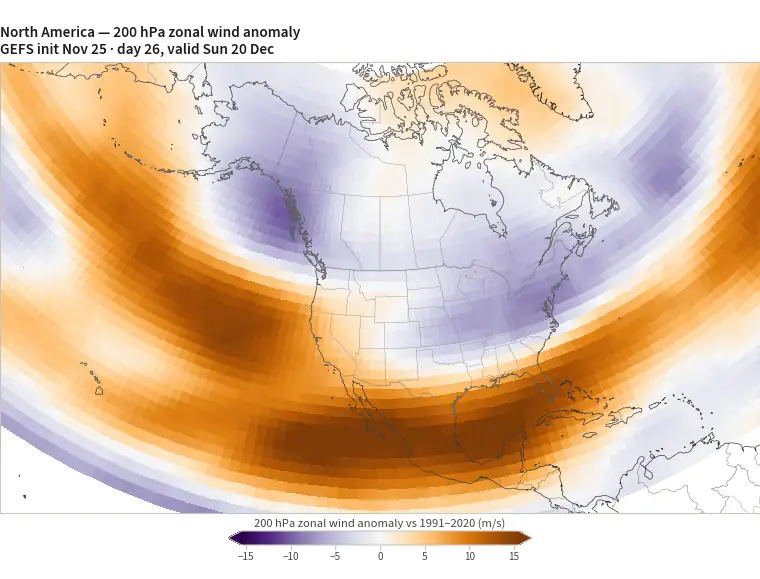 North America — 200 hPa zonal wind anomaly
GEFS init Nov 25 · day 26, valid Sun 20 Dec
200 hPa zonal wind anomaly vs 1991–2020 (m/s)
−15 −10 −5 0 5 10 15